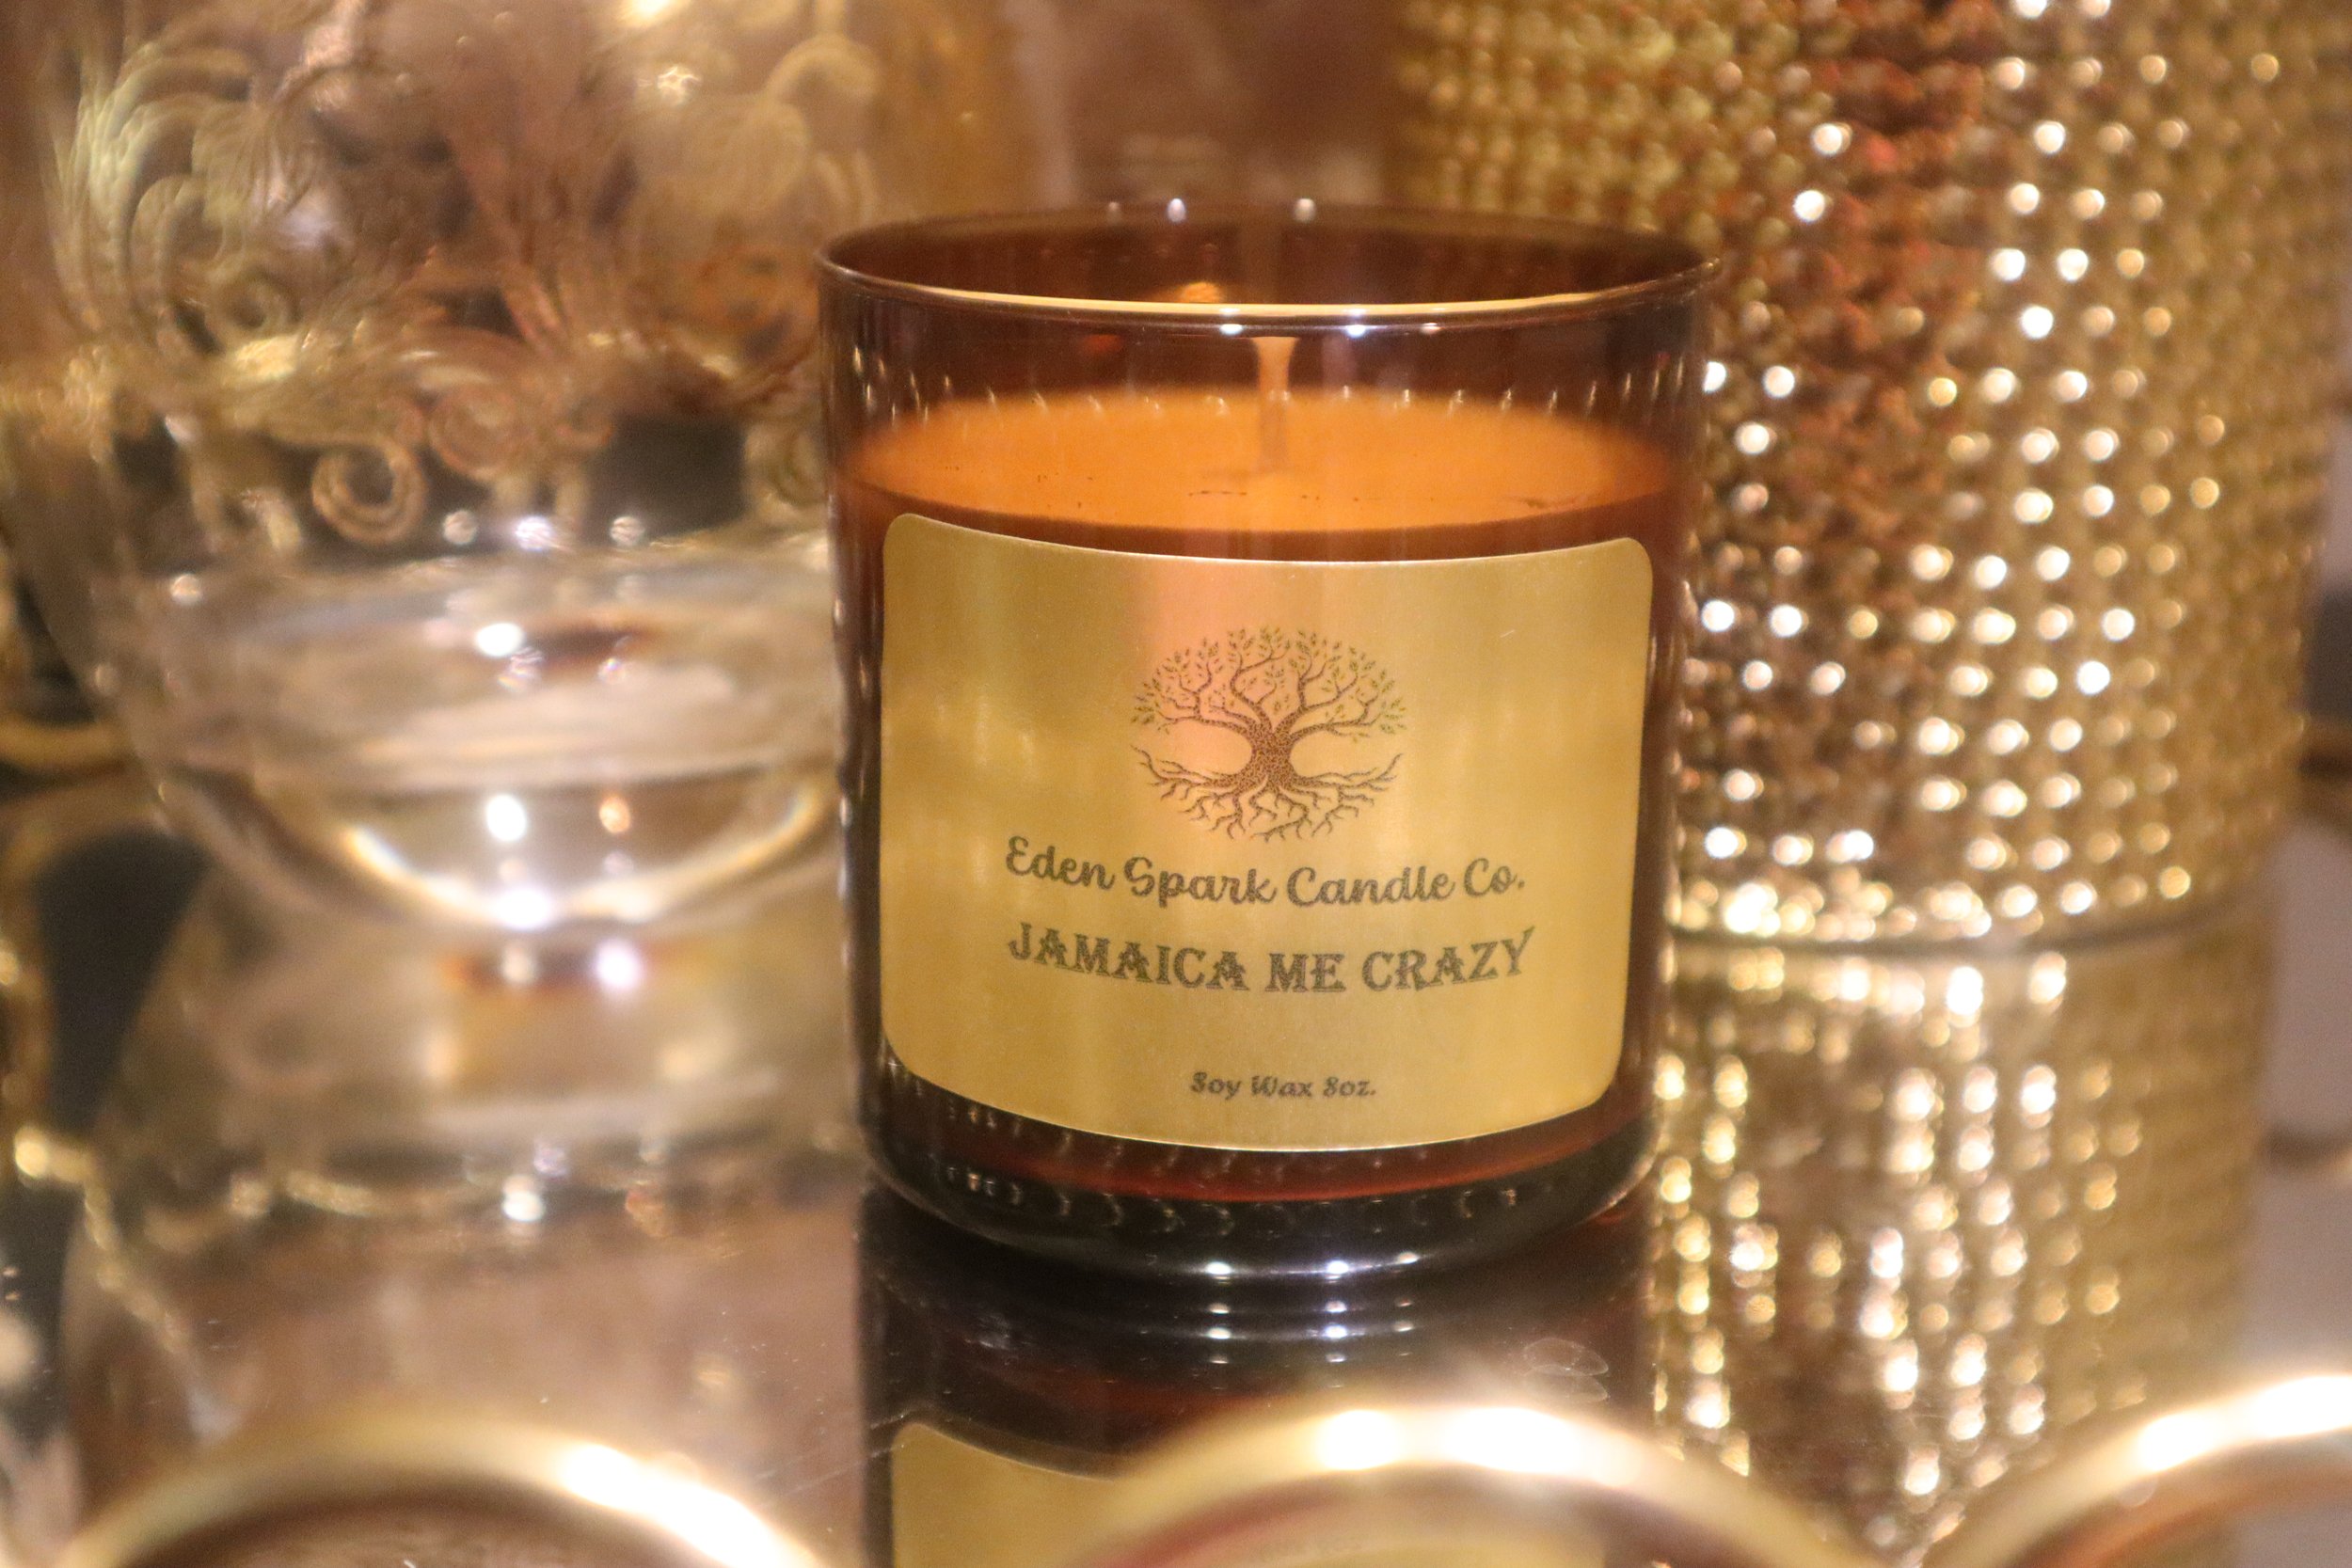 Eden Spark Candle Co.
JAMAICA ME CRAZY
Soy Wax 8oz.